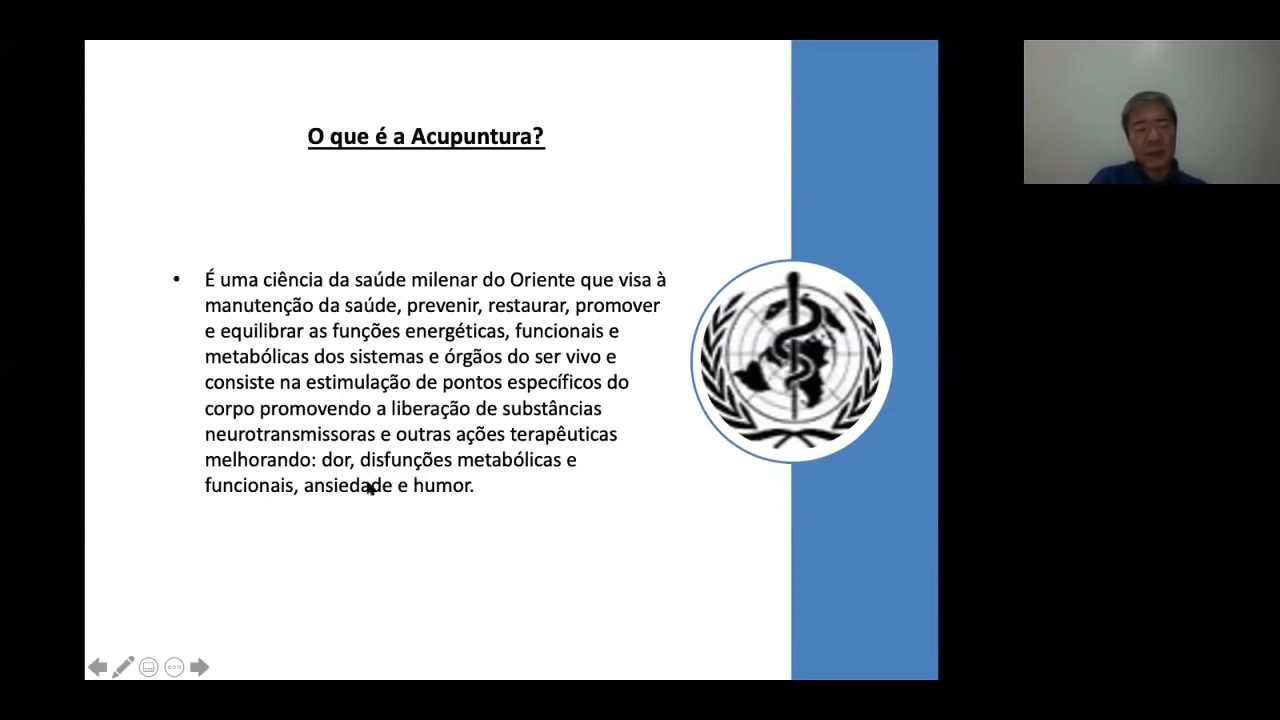 O que é a Acupuntura?
• É uma ciência da saúde milenar do Oriente que visa à
manutenção da saúde, prevenir, restaurar, promover
e equilibrar as funções energéticas, funcionais e
metabólicas dos sistemas e órgãos do ser vivo e
consiste na estimulação de pontos específicos do
corpo promovendo a liberação de substâncias
neurotransmissoras e outras ações terapêuticas
melhorando: dor, disfunções metabólicas e
funcionais, ansiedade e humor.